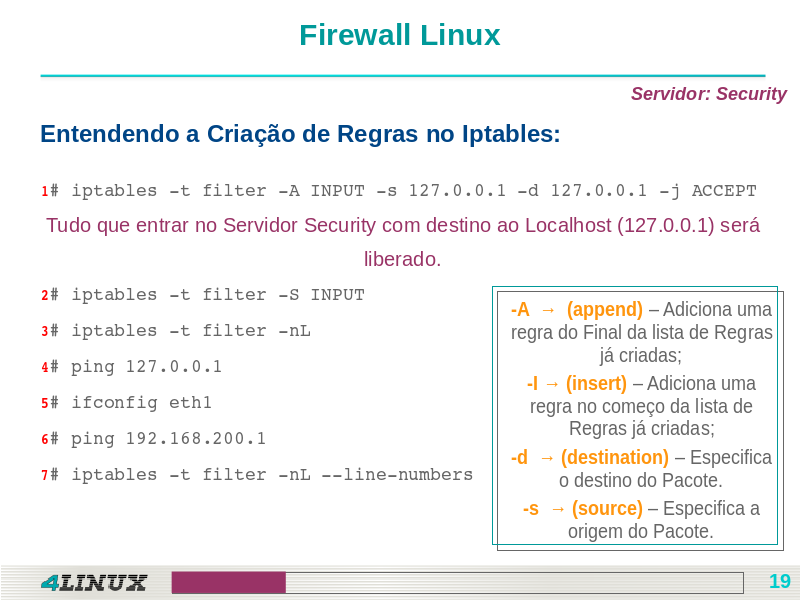 Firewall Linux
Servidor: Security
Entendendo a Criação de Regras no Iptables:
1# iptables -t filter -A INPUT -s 127.0.0.1 -d 127.0.0.1 -j ACCEPT
Tudo que entrar no Servidor Security com destino ao Localhost (127.0.0.1) será
liberado.
2# iptables -t filter -S INPUT
3# iptables -t filter -nL
4# ping 127.0.0.1
5# ifconfig eth1
6# ping 192.168.200.1
7# iptables -t filter -nL --line-numbers
-A → (append) – Adiciona uma
regra do Final da lista de Regras
já criadas;
-I → (insert) – Adiciona uma
regra no começo da lista de
Regras já criadas;
-d → (destination) – Especifica
o destino do Pacote.
-s → (source) – Especifica a
origem do Pacote.
4LINUX
19